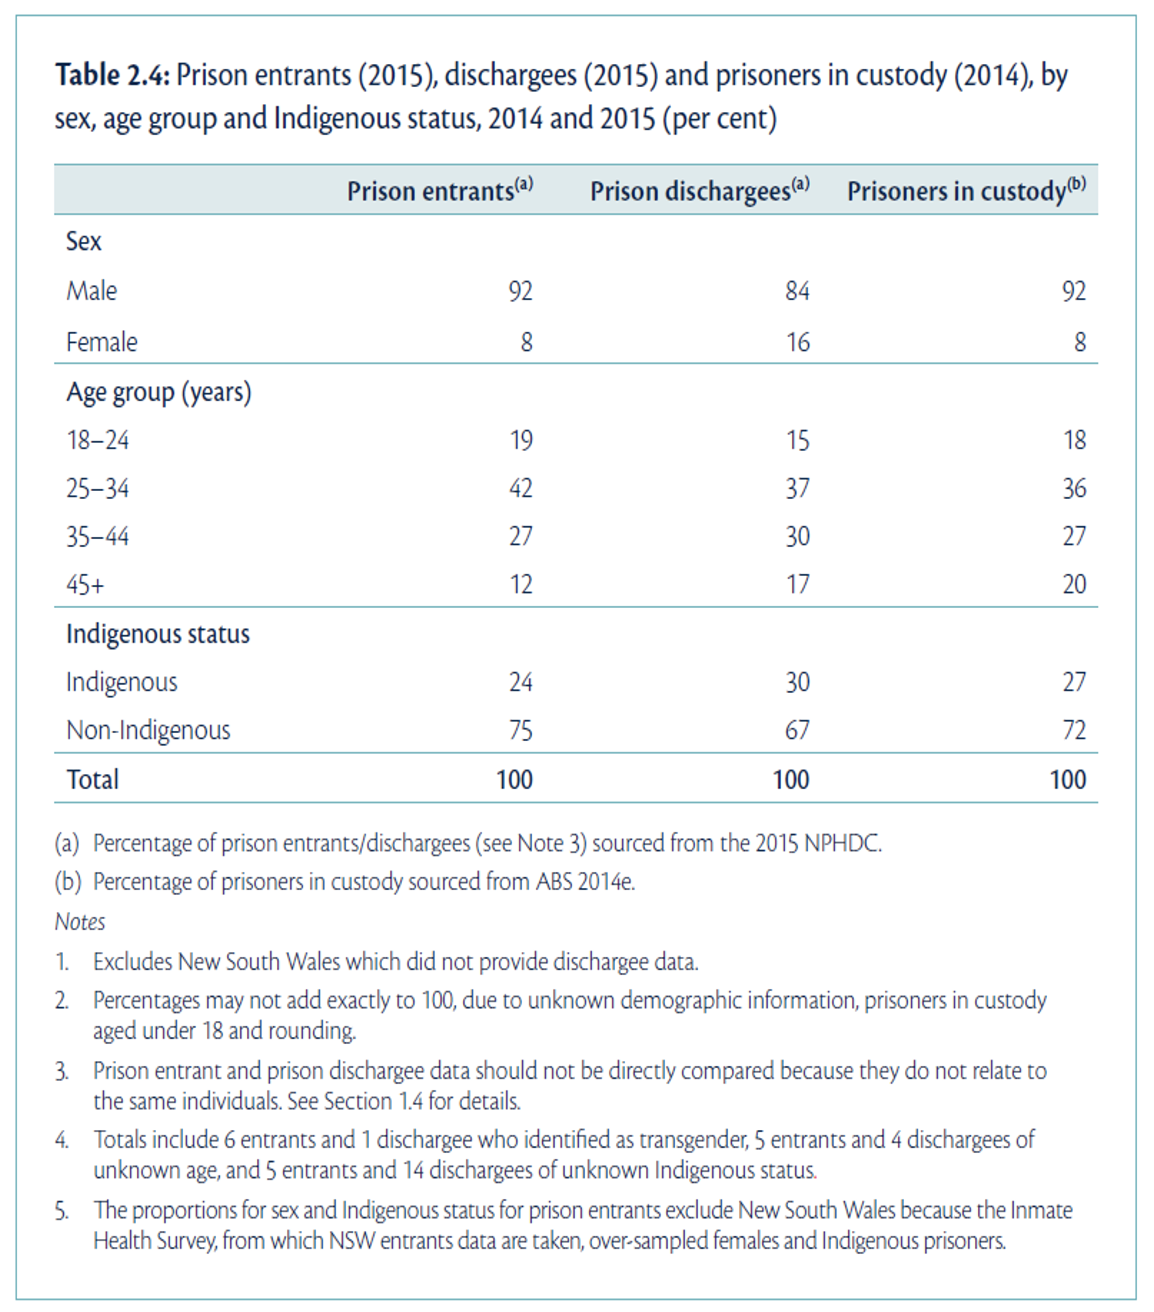 Table 2.4: Prison entrants (2015), dischargees (2015) and prisoners in custody (2014), by
sex, age group and Indigenous status, 2014 and 2015 (per cent)
Prison entrants(a) Prison dischargees(a) Prisoners in custody(b)
Sex
Male 92 84 92
Female 8 16 8
Age group (years)
18–24 19 15 18
25–34 42 37 36
35–44 27 30 27
45+ 12 17 20
Indigenous status
Indigenous 24 30 27
Non-Indigenous 75 67 72
Total 100 100 100
(a) Percentage of prison entrants/dischargees (see Note 3) sourced from the 2015 NPHDC.
(b) Percentage of prisoners in custody sourced from ABS 2014e.
Notes
1. Excludes New South Wales which did not provide dischargee data.
2. Percentages may not add exactly to 100, due to unknown demographic information, prisoners in custody
aged under 18 and rounding.
3. Prison entrant and prison dischargee data should not be directly compared because they do not relate to
the same individuals. See Section 1.4 for details.
4. Totals include 6 entrants and 1 dischargee who identified as transgender, 5 entrants and 4 dischargees of
unknown age, and 5 entrants and 14 dischargees of unknown Indigenous status.
5. The proportions for sex and Indigenous status for prison entrants exclude New South Wales because the Inmate
Health Survey, from which NSW entrants data are taken, over-sampled females and Indigenous prisoners.